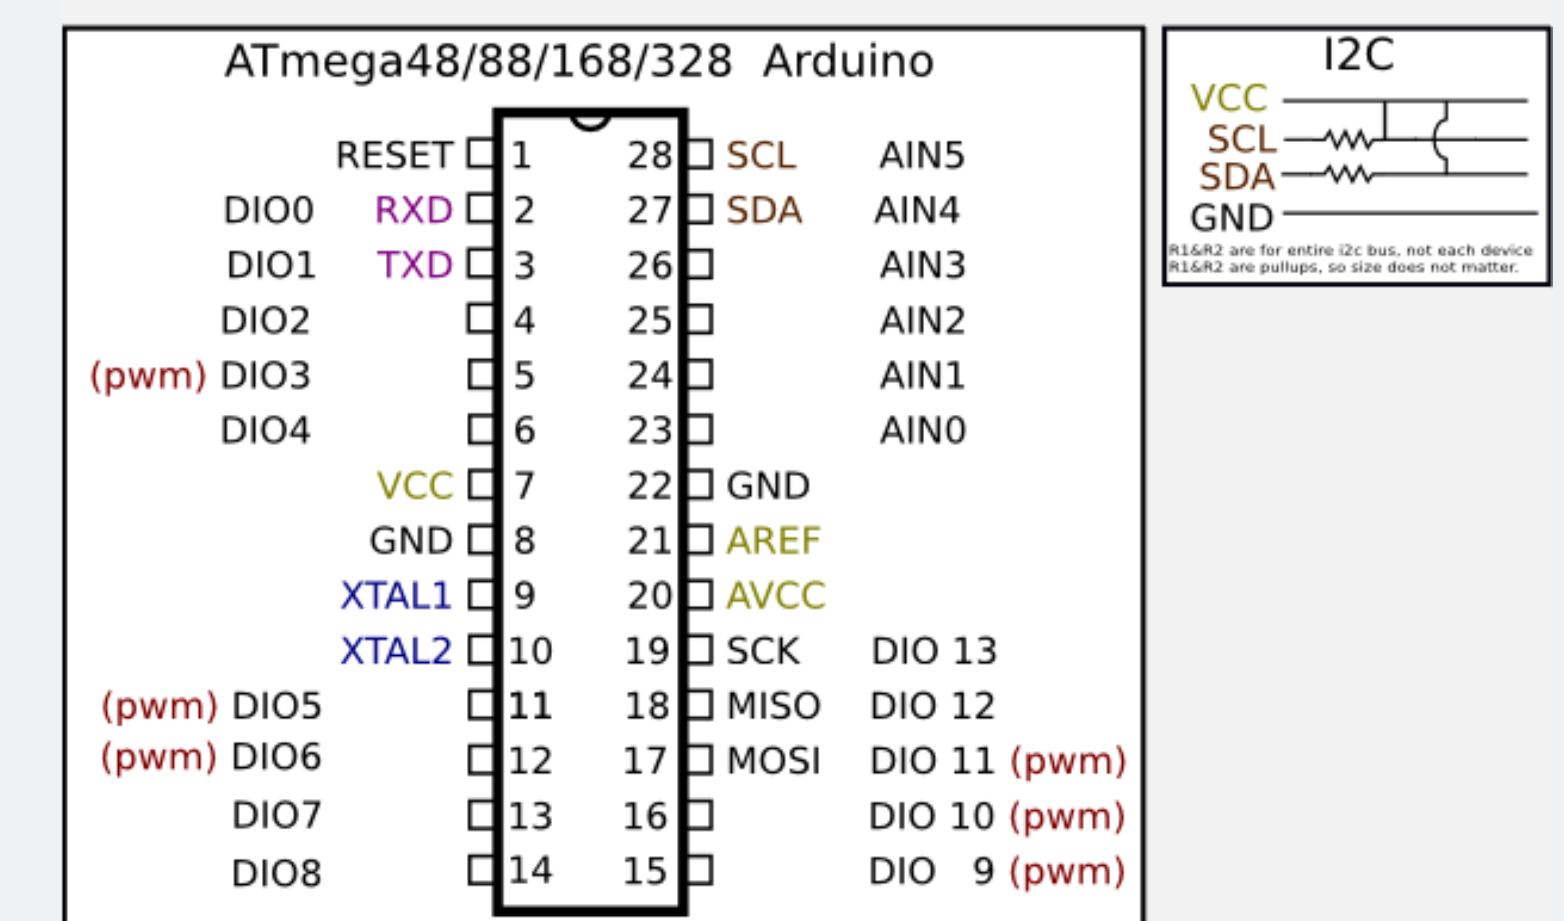 ATmega48/88/168/328 Arduino
RESET 1 28 SCL AIN5
DIO0 RXD 2 27 SDA AIN4
DIO1 TXD 3 26 AIN3
DIO2 4 25 AIN2
(pwm) DIO3 5 24 AIN1
DIO4 6 23 AIN0
VCC 7 22 GND
GND 8 21 AREF
XTAL1 9 20 AVCC
XTAL2 10 19 SCK DIO 13
(pwm) DIO5 11 18 MISO DIO 12
(pwm) DIO6 12 17 MOSI DIO 11 (pwm)
DIO7 13 16 DIO 10 (pwm)
DIO8 14 15 DIO 9 (pwm)
I2C
VCC
SCL
SDA
GND
R1&R2 are for entire i2c bus, not each device
R1&R2 are pullups, so size does not matter.